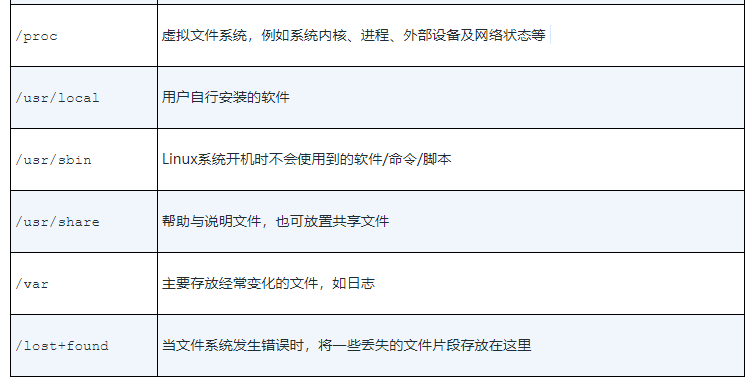 /proc 虚拟文件系统，例如系统内核、进程、外部设备及网络状态等
/usr/local 用户自行安装的软件
/usr/sbin Linux系统开机时不会使用到的软件/命令/脚本
/usr/share 帮助与说明文件，也可放置共享文件
/var 主要存放经常变化的文件，如日志
/lost+found 当文件系统发生错误时，将一些丢失的文件片段存放在这里